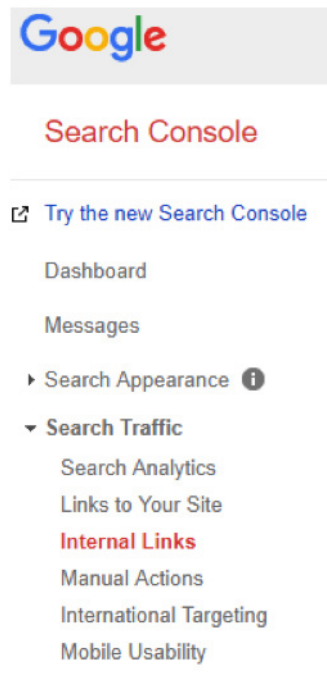 Google
Search Console
Try the new Search Console
Dashboard
Messages
Search Appearance
Search Traffic
Search Analytics
Links to Your Site
Internal Links
Manual Actions
International Targeting
Mobile Usability